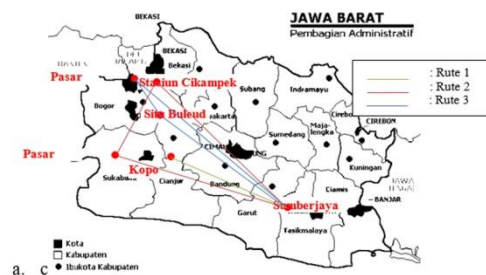 BEKASI
JAWA BARAT
Pembagian Administratif
BEKASI
Bekasi
Pasar
Stasiun Cikampek
: Rute 1
: Rute 2
: Rute 3
Subang
Indramayu
Bogor
Situ Buleud
CIREBON
Sumedang
Maja-
lengka
Pasar
Kuningan
Kopo
Sukabumi
Cianjur
Bandung
Sumberjaya
Ciamis
BANJAR
Garut
Tasikmalaya
Kota
Kabupaten
Ibukota Kabupaten
a. c